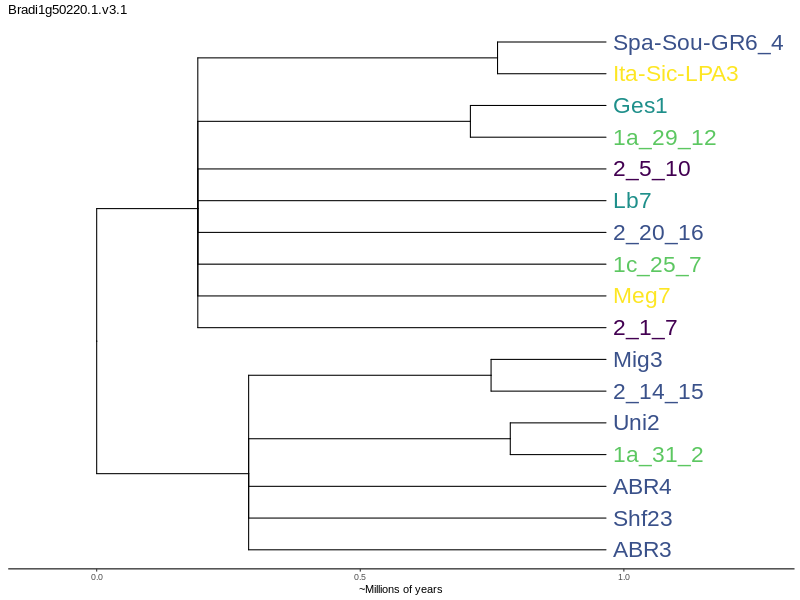 Bradi1g50220.1.v3.1
Spa-Sou-GR6_4
Ita-Sic-LPA3
Ges1
1a_29_12
2_5_10
Lb7
2_20_16
1c_25_7
Meg7
2_1_7
Mig3
2_14_15
Uni2
1a_31_2
ABR4
Shf23
ABR3
0.0 0.5 1.0
~Millions of years